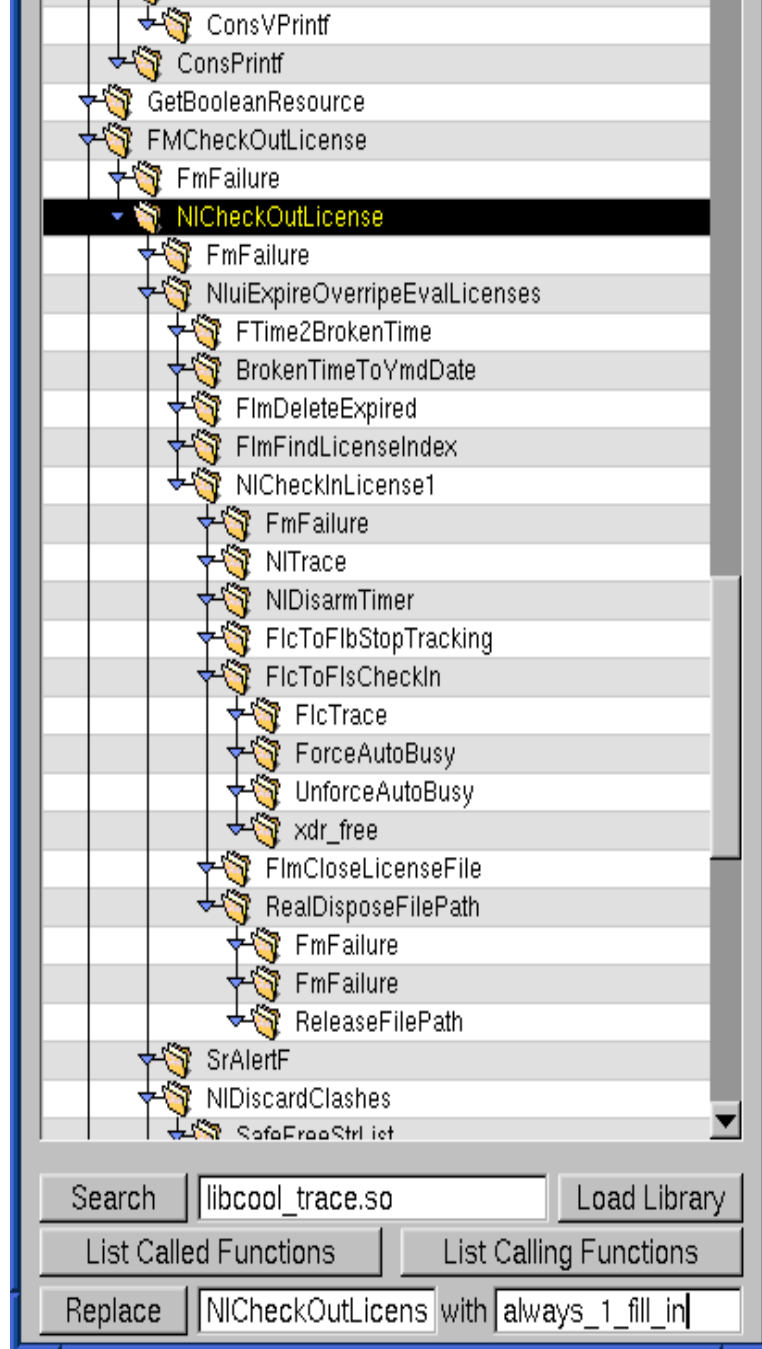 ConsVPrintf
ConsPrintf
GetBooleanResource
FMCheckOutLicense
FmFailure
NlCheckOutLicense
FmFailure
NluiExpireOverripeEvalLicenses
FTime2BrokenTime
BrokenTimeToYmdDate
FlmDeleteExpired
FlmFindLicenseIndex
NlCheckInLicense1
FmFailure
NlTrace
NlDisarmTimer
FlcToFlbStopTracking
FlcToFlsCheckIn
FlcTrace
ForceAutoBusy
UnforceAutoBusy
xdr_free
FlmCloseLicenseFile
RealDisposeFilePath
FmFailure
FmFailure
ReleaseFilePath
SrAlertF
NlDiscardClashes
SafeFreeStrList
Search libcool_trace.so Load Library
List Called Functions List Calling Functions
Replace NlCheckOutLicens with always_1_fill_in